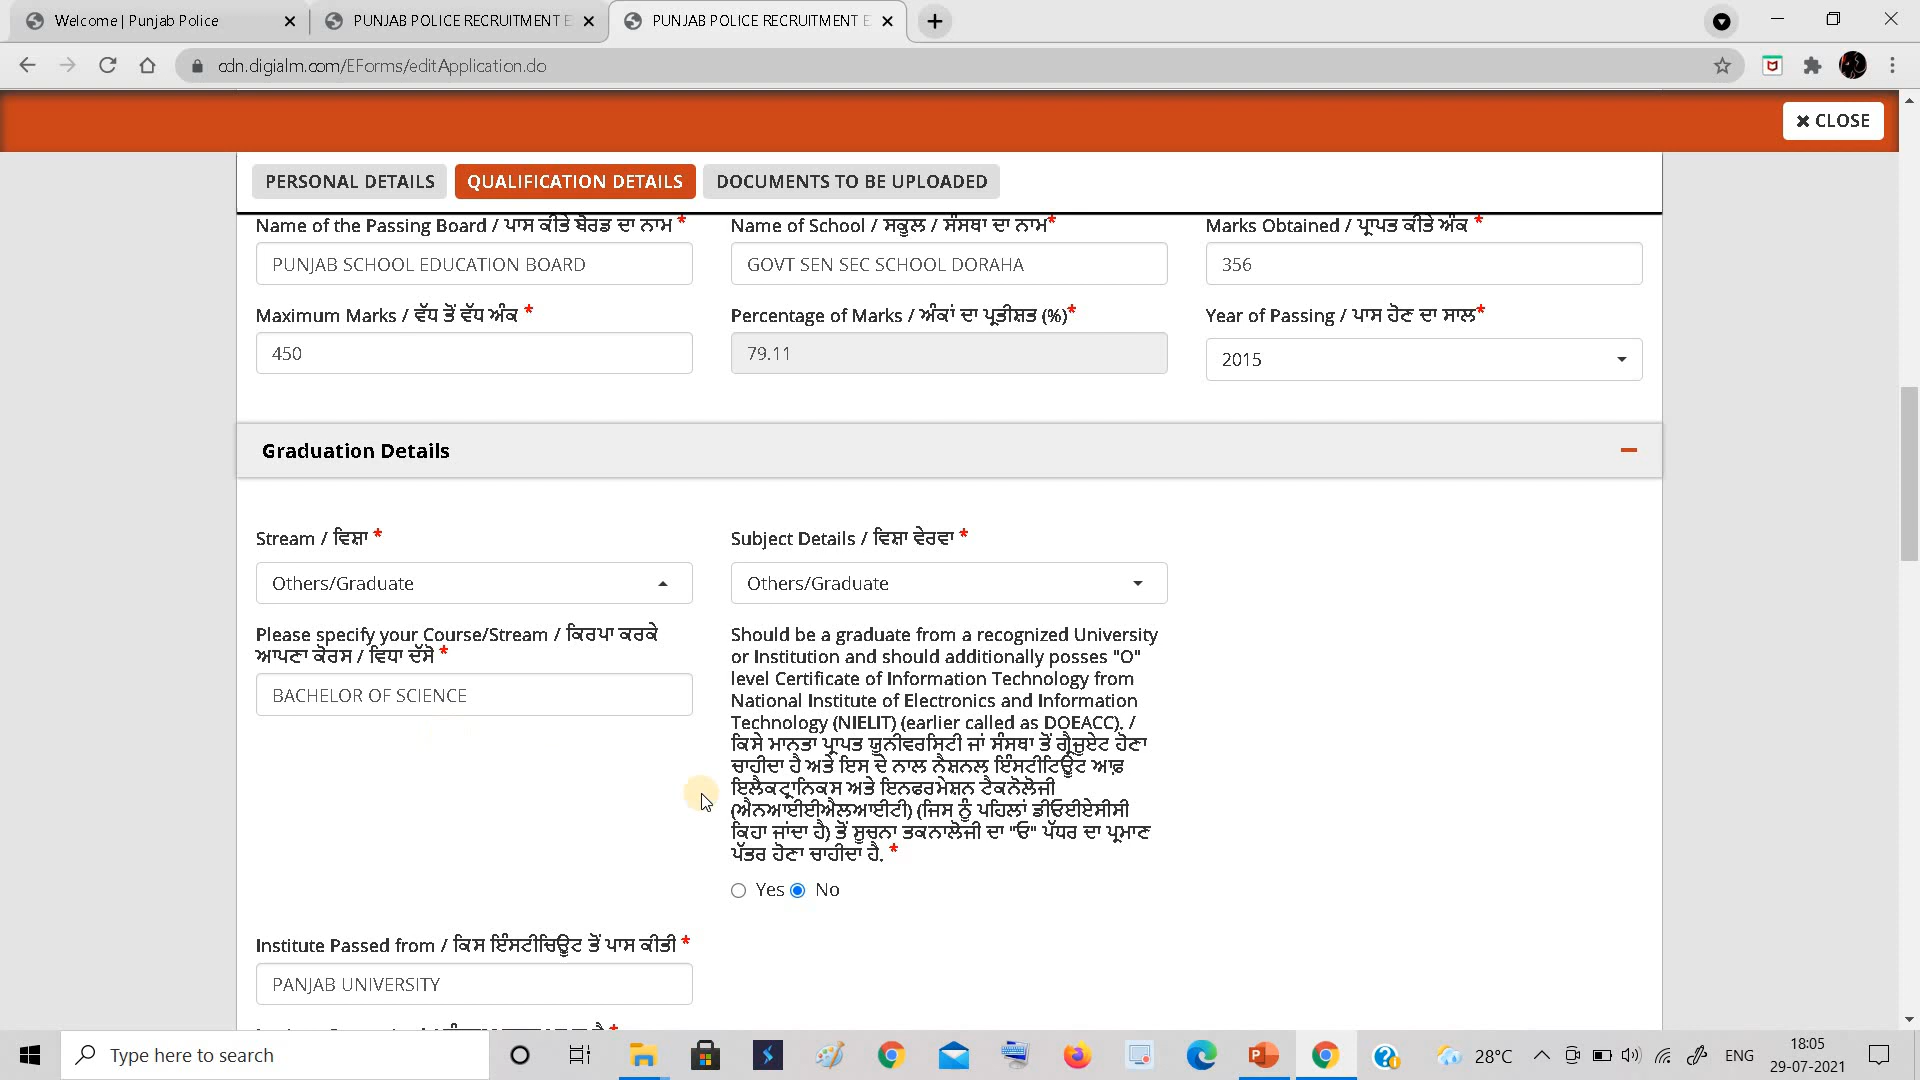 Welcome | Punjab Police
PUNJAB POLICE RECRUITMENT E
PUNJAB POLICE RECRUITMENT E
cdn.digialm.com/EForms/editApplication.do
✖ CLOSE
PERSONAL DETAILS
QUALIFICATION DETAILS
DOCUMENTS TO BE UPLOADED
Name of the Passing Board / ਪਾਸ ਕੀਤੇ ਬੋਰਡ ਦਾ ਨਾਮ *
Name of School / ਸਕੂਲ / ਸੰਸਥਾ ਦਾ ਨਾਮ*
Marks Obtained / ਪ੍ਰਾਪਤ ਕੀਤੇ ਅੰਕ *
PUNJAB SCHOOL EDUCATION BOARD
GOVT SEN SEC SCHOOL DORAHA
356
Maximum Marks / ਵੱਧ ਤੋਂ ਵੱਧ ਅੰਕ *
Percentage of Marks / ਅੰਕਾਂ ਦਾ ਪ੍ਰਤੀਸ਼ਤ (%)*
Year of Passing / ਪਾਸ ਹੋਣ ਦਾ ਸਾਲ*
450
79.11
2015
Graduation Details
Stream / ਵਿਸ਼ਾ *
Subject Details / ਵਿਸ਼ਾ ਵੇਰਵਾ *
Others/Graduate
Others/Graduate
Please specify your Course/Stream / ਕਿਰਪਾ ਕਰਕੇ
ਆਪਣਾ ਕੋਰਸ / ਵਿਧਾ ਦੱਸੋ *
BACHELOR OF SCIENCE
Should be a graduate from a recognized University
or Institution and should additionally posses "O"
level Certificate of Information Technology from
National Institute of Electronics and Information
Technology (NIELIT) (earlier called as DOEACC). /
ਕਿਸੇ ਮਾਨਤਾ ਪ੍ਰਾਪਤ ਯੂਨੀਵਰਸਿਟੀ ਜਾਂ ਸੰਸਥਾ ਤੋਂ ਗ੍ਰੈਜੂਏਟ ਹੋਣਾ
ਚਾਹੀਦਾ ਹੈ ਅਤੇ ਇਸ ਦੇ ਨਾਲ ਨੈਸ਼ਨਲ ਇੰਸਟੀਟਿਊਟ ਆਫ਼
ਇਲੈਕਟ੍ਰਾਨਿਕਸ ਅਤੇ ਇਨਫਰਮੇਸ਼ਨ ਟੈਕਨੋਲੋਜੀ
(ਐਨਆਈਈਐਲਆਈਟੀ) (ਜਿਸ ਨੂੰ ਪਹਿਲਾਂ ਡੀਓਈਏਸੀਸੀ
ਕਿਹਾ ਜਾਂਦਾ ਹੈ) ਤੋਂ ਸੂਚਨਾ ਤਕਨਾਲੋਜੀ ਦਾ "ਓ" ਪੱਧਰ ਦਾ ਪ੍ਰਮਾਣ
ਪੱਤਰ ਹੋਣਾ ਚਾਹੀਦਾ ਹੈ. *
Yes No
Institute Passed from / ਕਿਸ ਇੰਸਟੀਚਿਊਟ ਤੋਂ ਪਾਸ ਕੀਤੀ *
PANJAB UNIVERSITY
Type here to search
28°C
ENG
18:05
29-07-2021